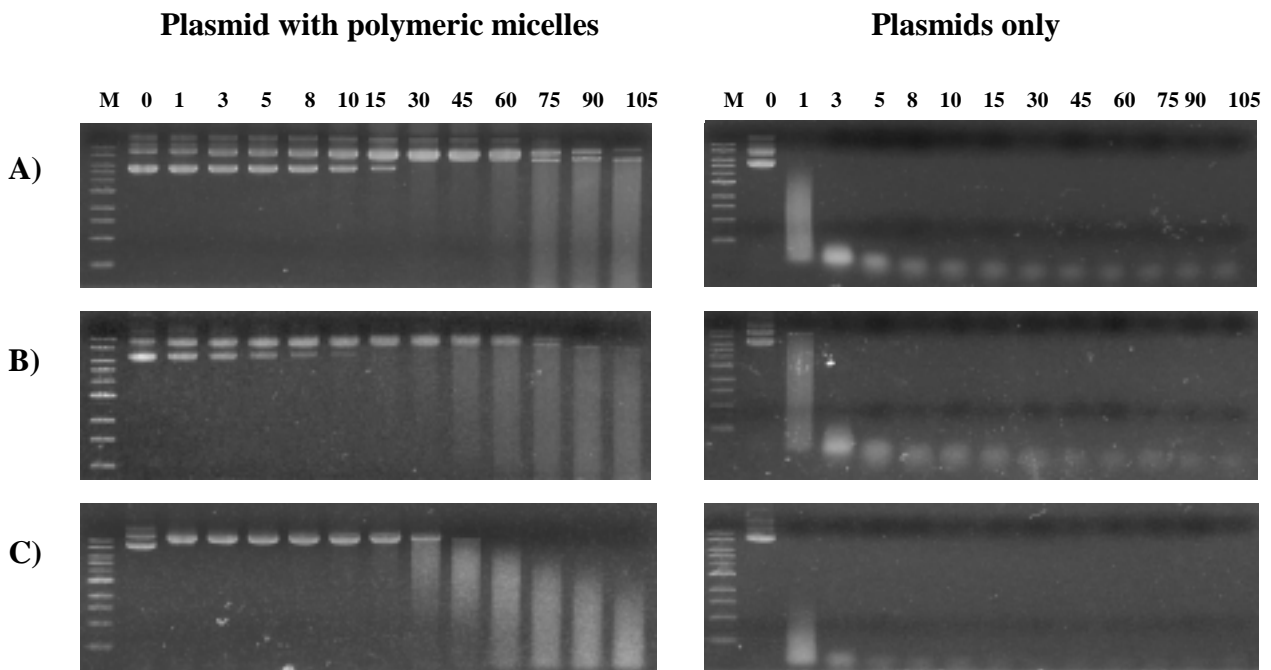 Plasmid with polymeric micelles
Plasmids only
M 0 1 3 5 8 10 15 30 45 60 75 90 105
M 0 1 3 5 8 10 15 30 45 60 75 90 105
A)
B)
C)